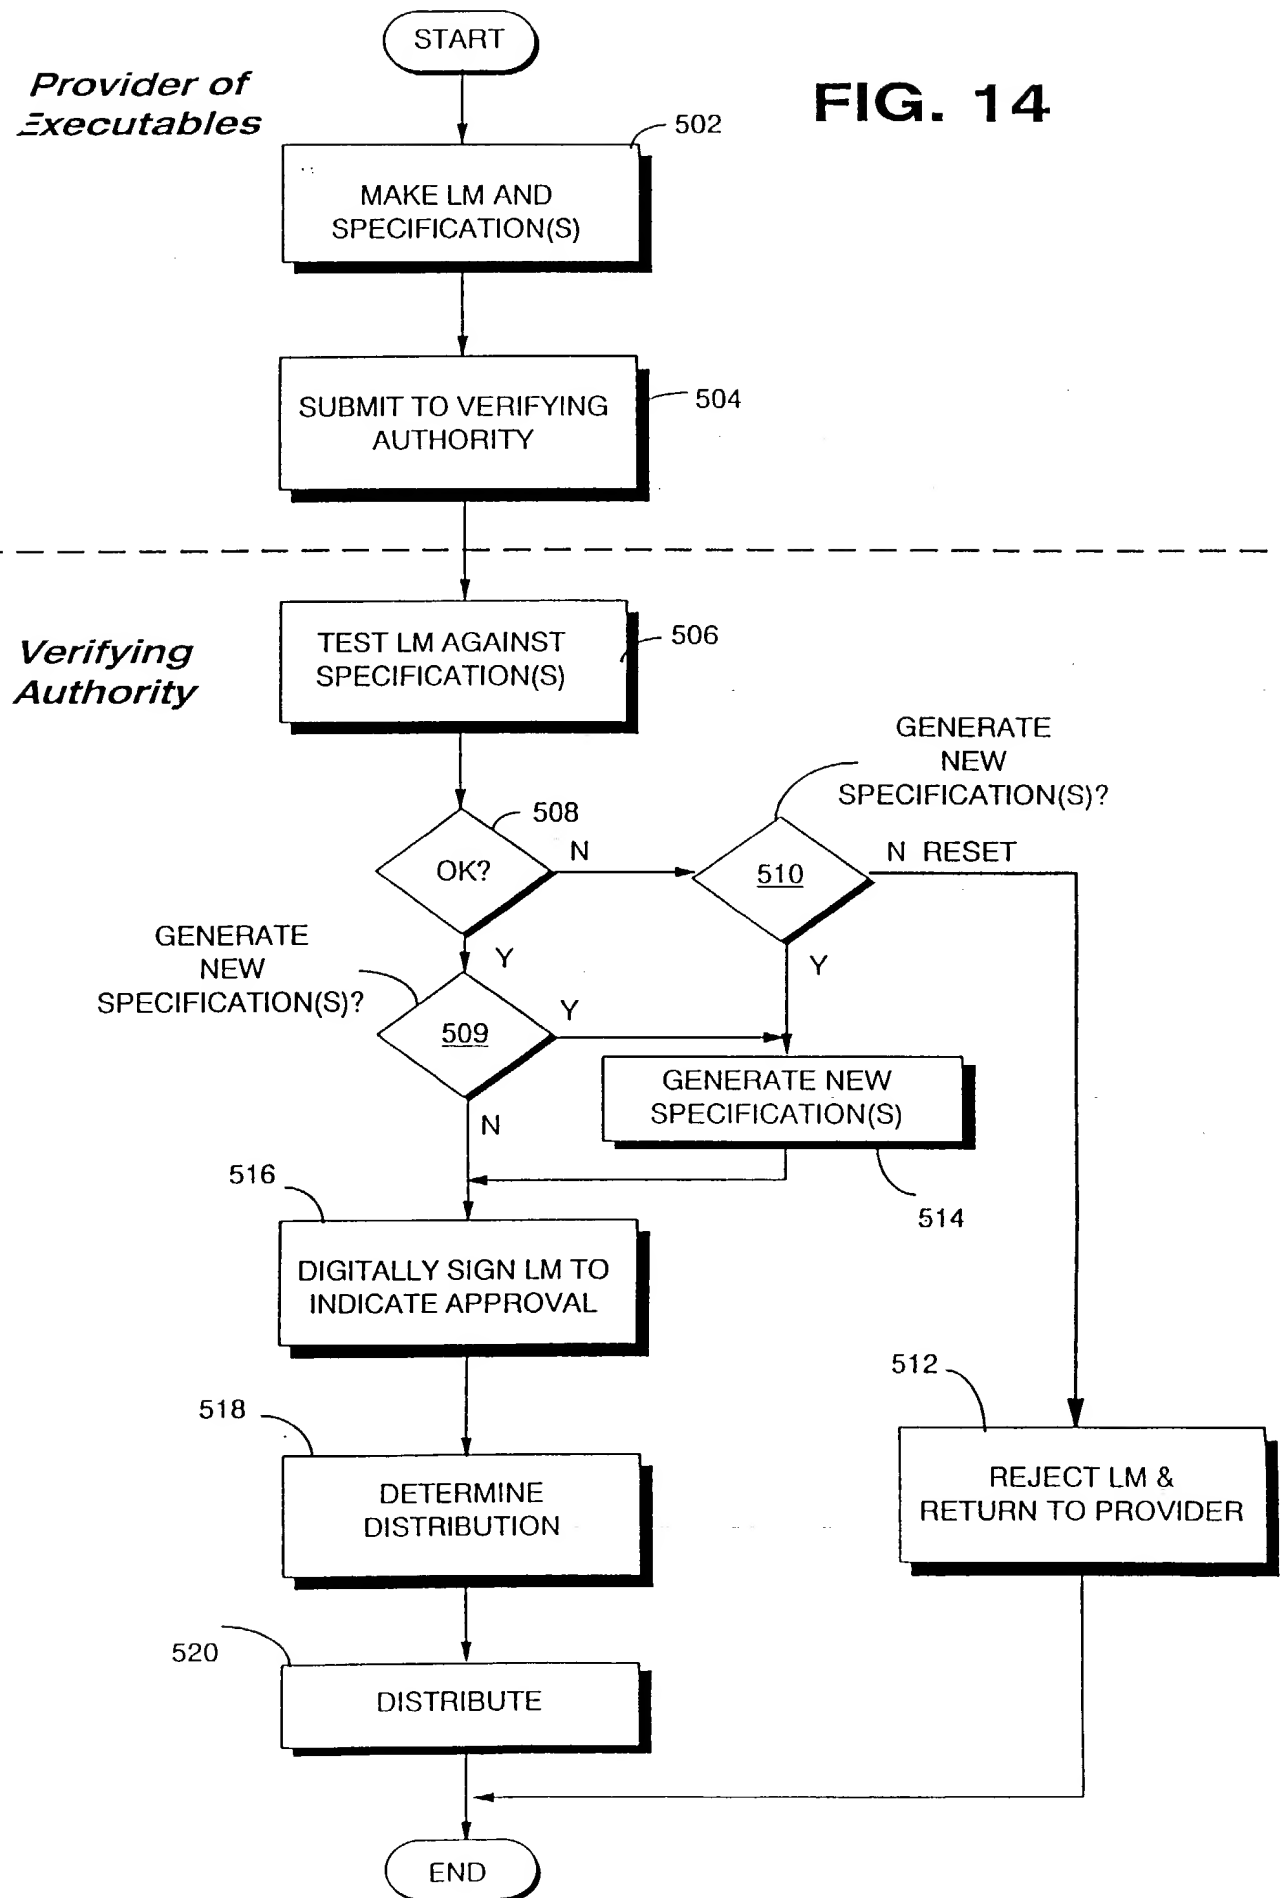 START
Provider of
Executables
FIG. 14
502
MAKE LM AND
SPECIFICATION(S)
504
SUBMIT TO VERIFYING
AUTHORITY
Verifying
Authority
506
TEST LM AGAINST
SPECIFICATION(S)
GENERATE
NEW
SPECIFICATION(S)?
508
OK?
N
510
N RESET
GENERATE
NEW
SPECIFICATION(S)?
Y
Y
509
Y
GENERATE NEW
SPECIFICATION(S)
N
514
516
DIGITALLY SIGN LM TO
INDICATE APPROVAL
512
518
REJECT LM &
RETURN TO PROVIDER
DETERMINE
DISTRIBUTION
520
DISTRIBUTE
END